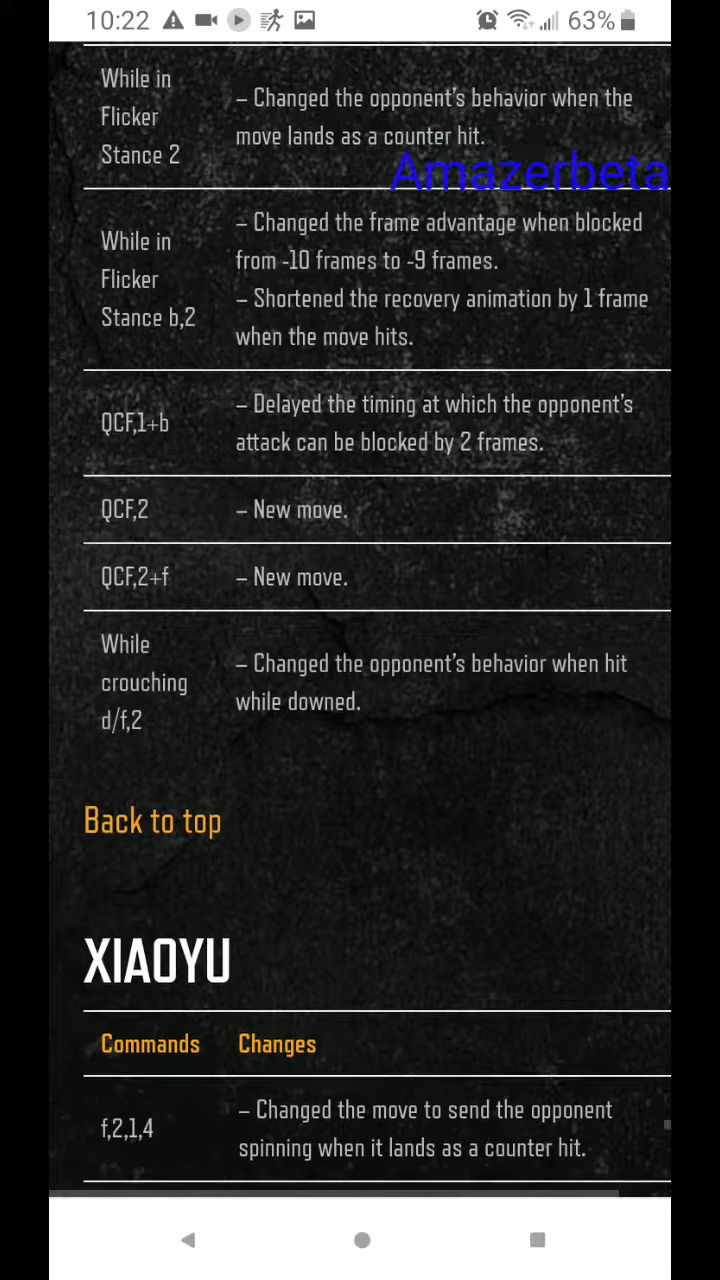 10:22 63%
While in
Flicker
Stance 2
– Changed the opponent's behavior when the
move lands as a counter hit.
Amazerbeta
While in
Flicker
Stance b,2
– Changed the frame advantage when blocked
from -10 frames to -9 frames.
– Shortened the recovery animation by 1 frame
when the move hits.
QCF,1+b
– Delayed the timing at which the opponent's
attack can be blocked by 2 frames.
QCF,2
– New move.
QCF,2+f
– New move.
While
crouching
d/f,2
– Changed the opponent's behavior when hit
while downed.
Back to top
XIAOYU
Commands Changes
f,2,1,4
– Changed the move to send the opponent
spinning when it lands as a counter hit.